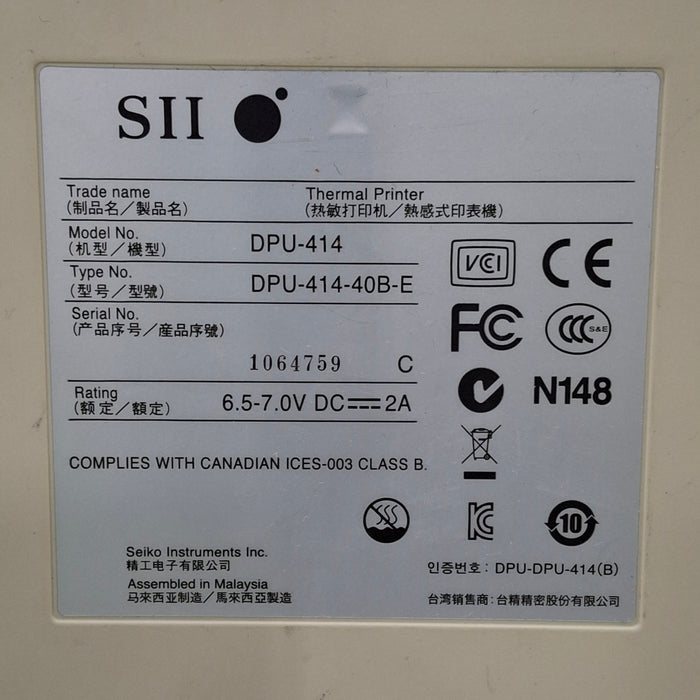 SII
Trade name Thermal Printer
(制品名／製品名) (热敏打印机／熱感式印表機)
Model No. DPU-414
(机型／機型)
VCI CE
Type No. DPU-414-40B-E
(型号／型號)
Serial No.
(产品序号／産品序號)
FC CCC S&E
1064759 C
N148
Rating 6.5-7.0V DC⎓2A
(额定／額定)
COMPLIES WITH CANADIAN ICES-003 CLASS B.
KC 10
Seiko Instruments Inc.
精工电子有限公司
인증번호: DPU-DPU-414(B)
Assembled in Malaysia
马来西亚制造／馬來西亞製造
台湾销售商: 台精精密股份有限公司